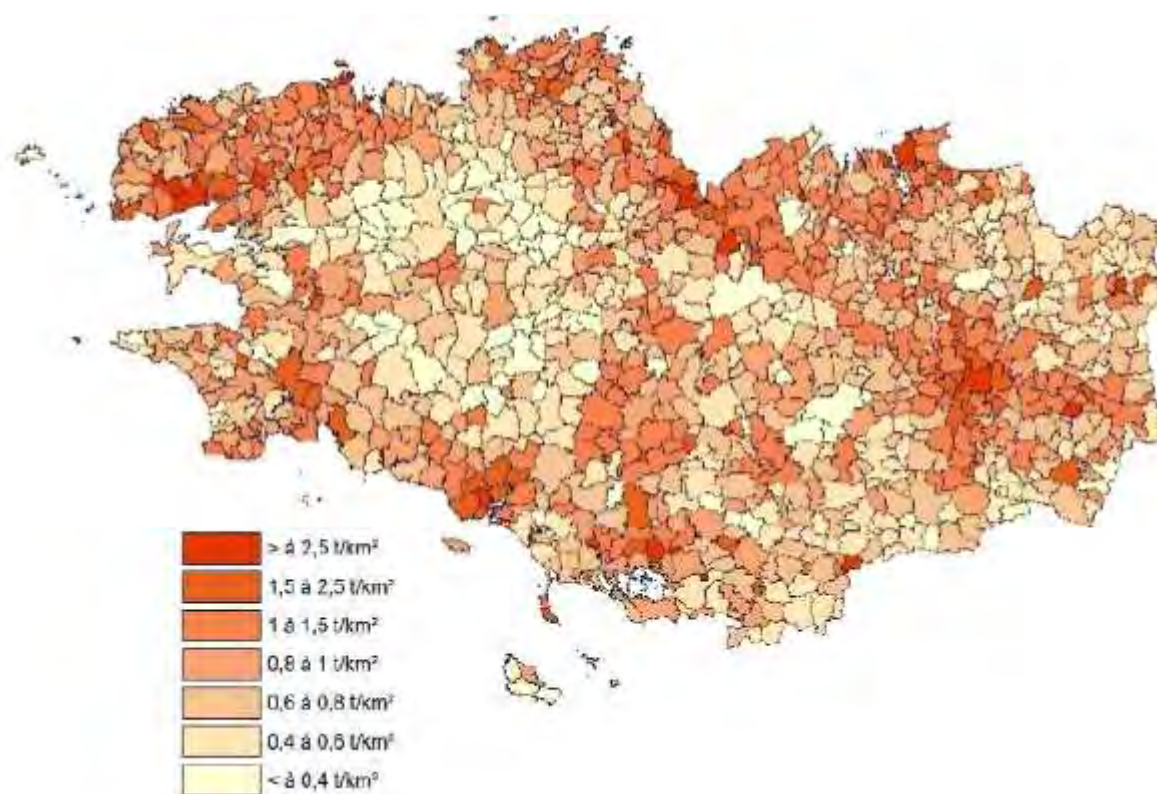 > à 2,5 t/km²
1,5 à 2,5 t/km²
1 à 1,5 t/km²
0,8 à 1 t/km²
0,6 à 0,8 t/km²
0,4 à 0,6 t/km²
< à 0,4 t/km²